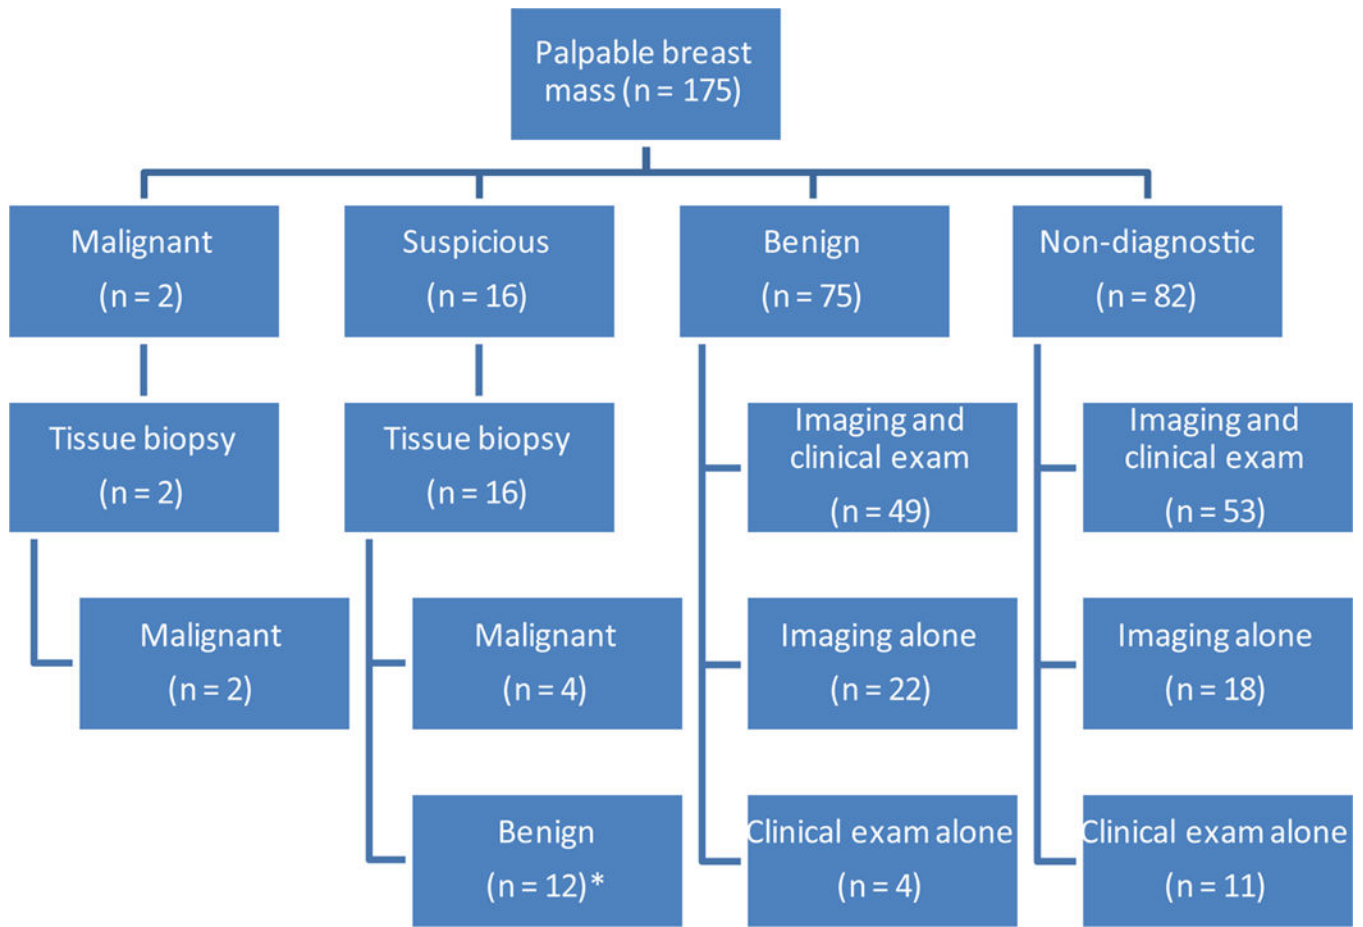 Palpable breast
mass (n = 175)
Malignant
(n = 2)
Suspicious
(n = 16)
Benign
(n = 75)
Non-diagnostic
(n = 82)
Tissue biopsy
(n = 2)
Tissue biopsy
(n = 16)
Imaging and
clinical exam
(n = 49)
Imaging and
clinical exam
(n = 53)
Malignant
(n = 2)
Malignant
(n = 4)
Imaging alone
(n = 22)
Imaging alone
(n = 18)
Benign
(n = 12)*
Clinical exam alone
(n = 4)
Clinical exam alone
(n = 11)